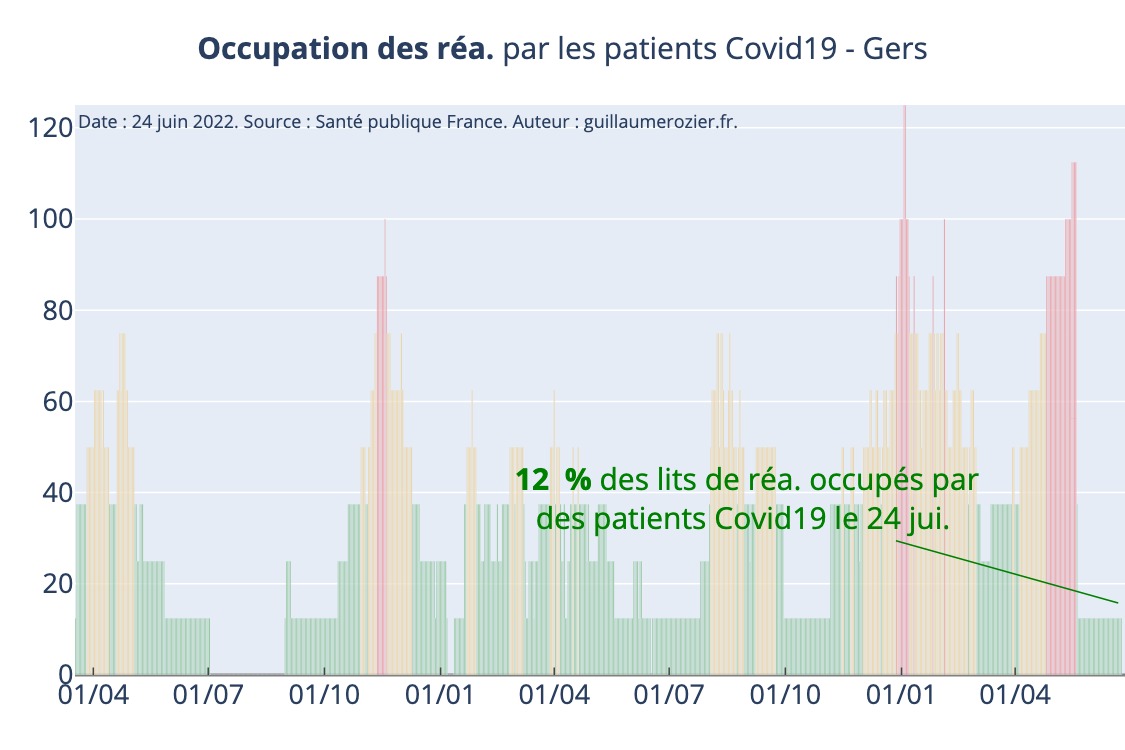 Occupation des réa. par les patients Covid19 - Gers
Date : 24 juin 2022. Source : Santé publique France. Auteur : guillaumerozier.fr.
120
100
80
60
40
20
0
12 % des lits de réa. occupés par
des patients Covid19 le 24 jui.
01/04 01/07 01/10 01/01 01/04 01/07 01/10 01/01 01/04